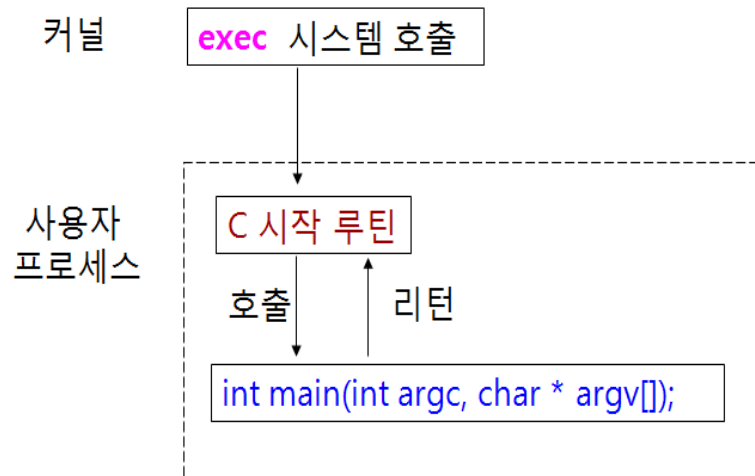 커널
exec 시스템 호출
사용자
프로세스
C 시작 루틴
호출
리턴
int main(int argc, char * argv[]);